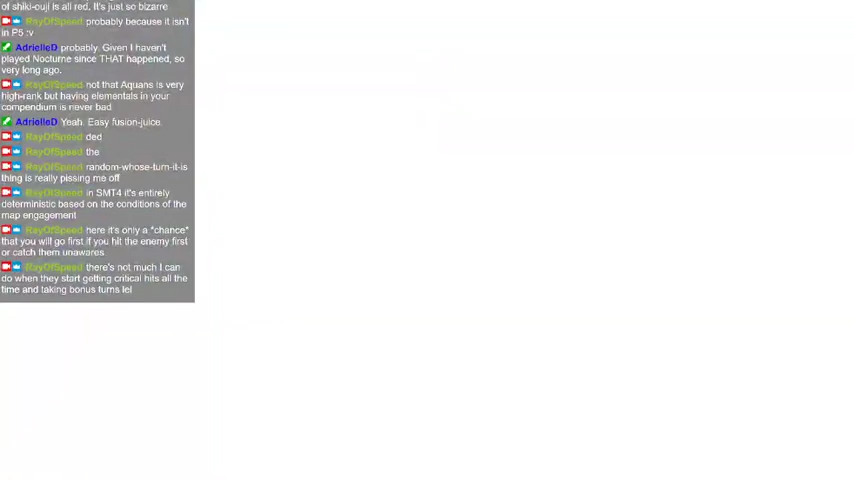 of shiki-ouji is all red. It's just so bizarre
RayOfSpeed probably because it isn't
in P5 :v
AdrielleD probably. Given I haven't
played Nocturne since THAT happened, so
very long ago.
RayOfSpeed not that Aquans is very
high-rank but having elementals in your
compendium is never bad
AdrielleD Yeah. Easy fusion-juice.
RayOfSpeed ded
RayOfSpeed the
RayOfSpeed random-whose-turn-it-is
thing is really pissing me off
RayOfSpeed in SMT4 it's entirely
deterministic based on the conditions of the
map engagement
RayOfSpeed here it's only a *chance*
that you will go first if you hit the enemy first
or catch them unawares
RayOfSpeed there's not much I can
do when they start getting critical hits all the
time and taking bonus turns lel